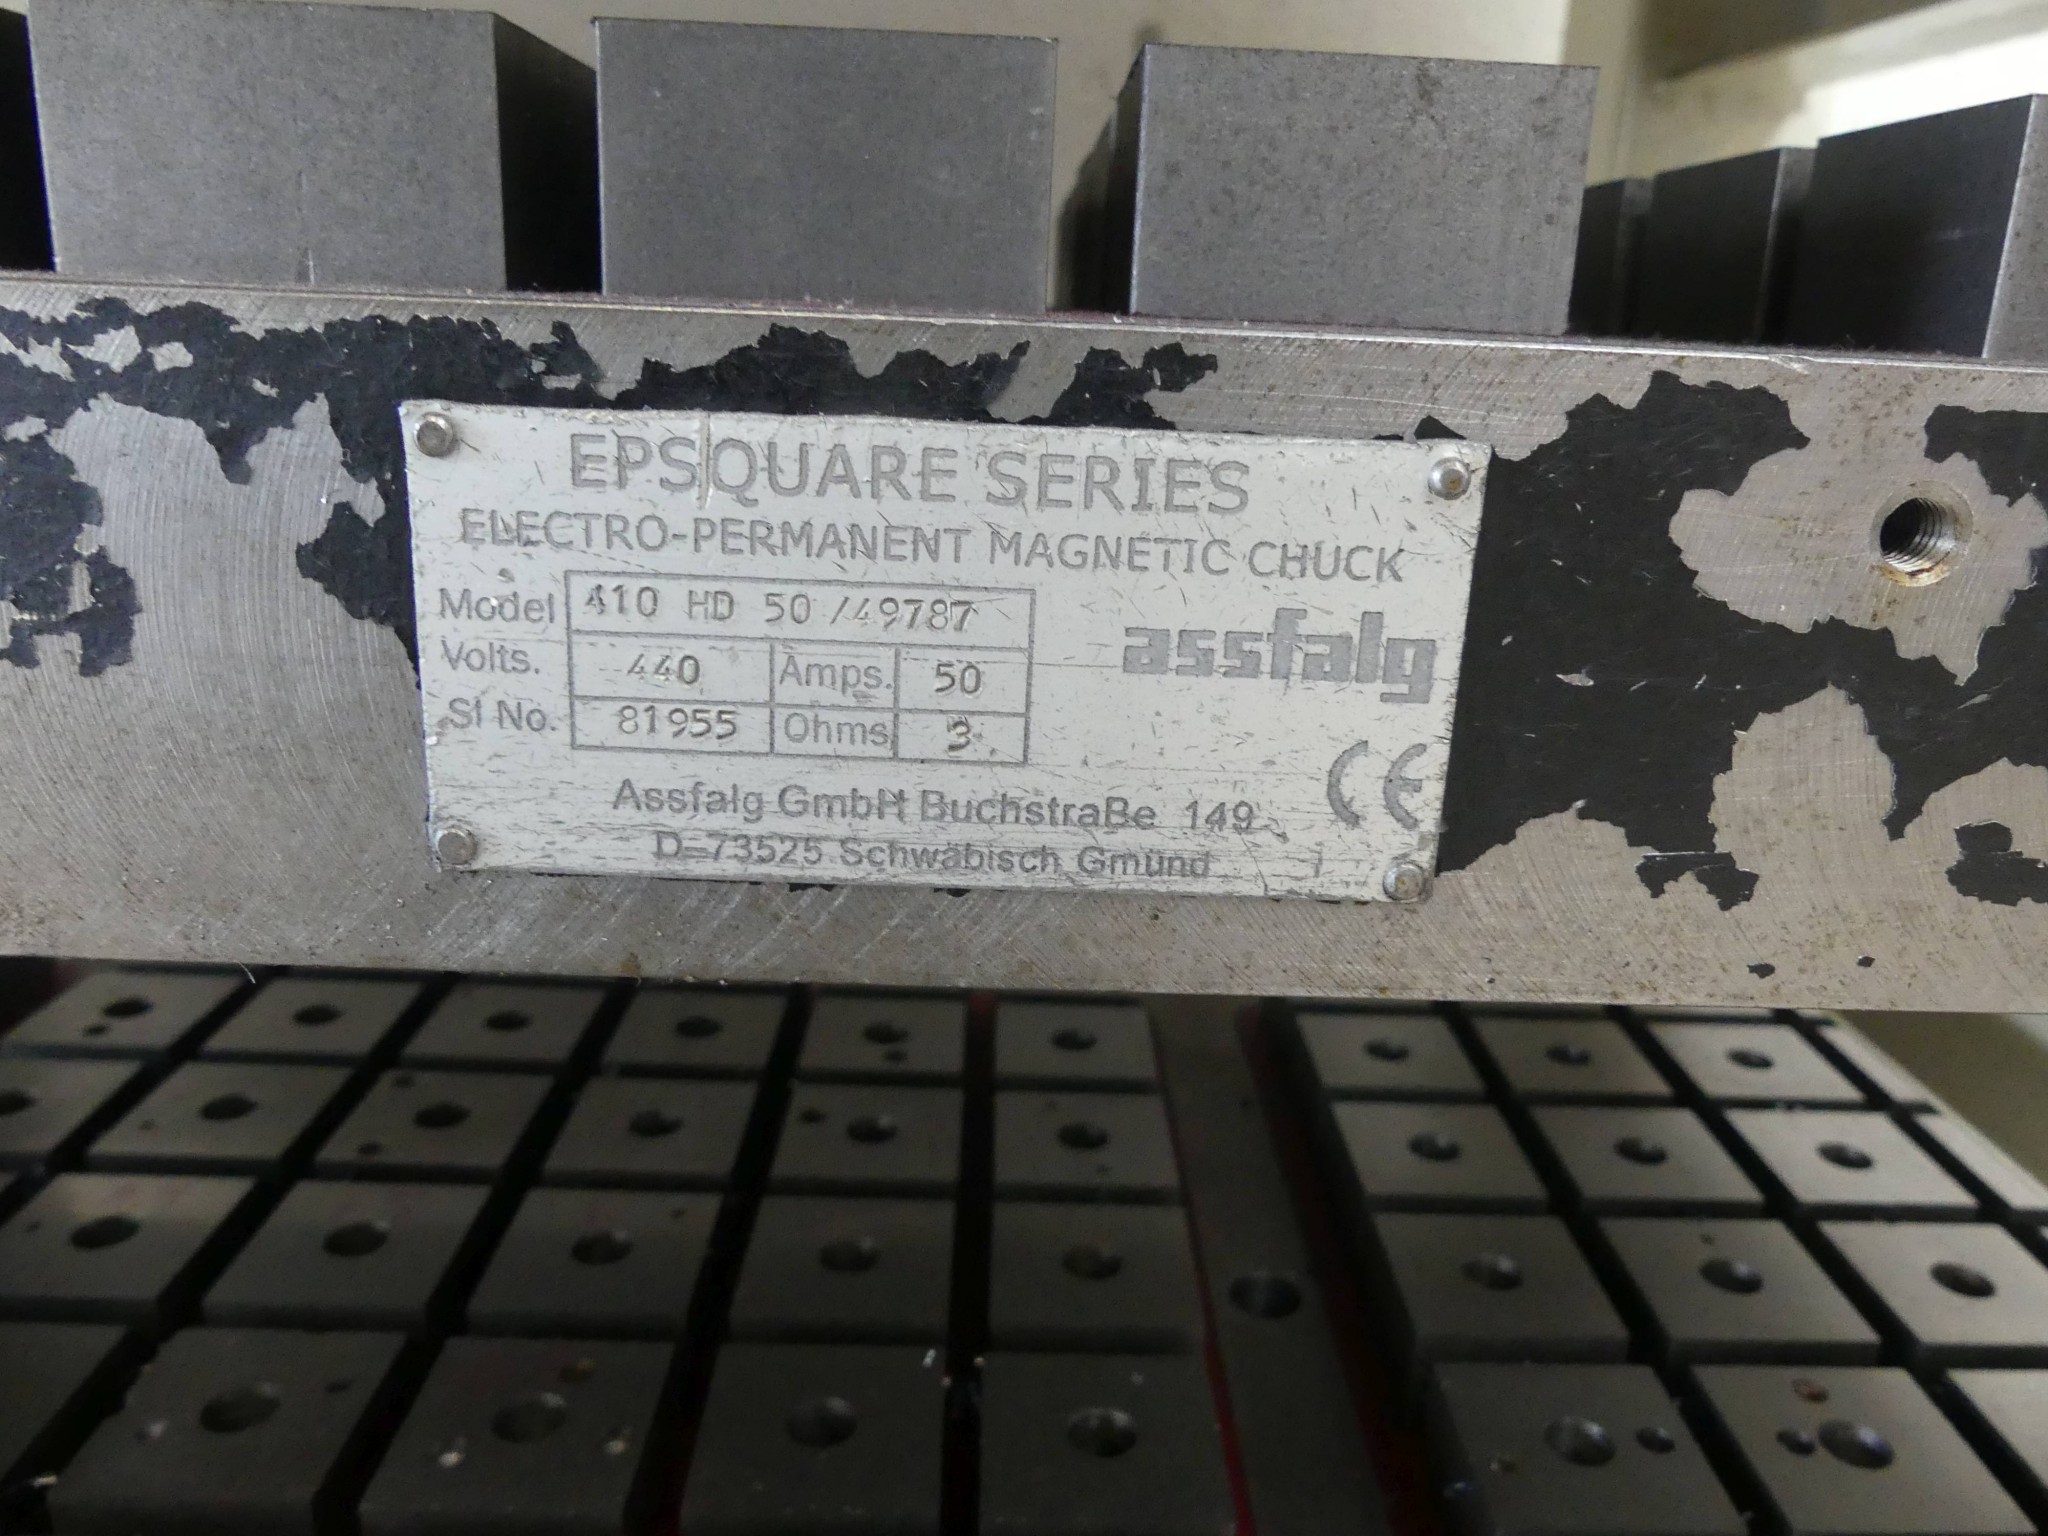 EPSQUARE SERIES
ELECTRO-PERMANENT MAGNETIC CHUCK
Model 410 HD 50 /49787
Volts. 440 Amps. 50
Sl No. 81955 Ohms 3
assfalg
CE
Assfalg GmbH Buchstraße 149
D-73525 Schwäbisch Gmünd